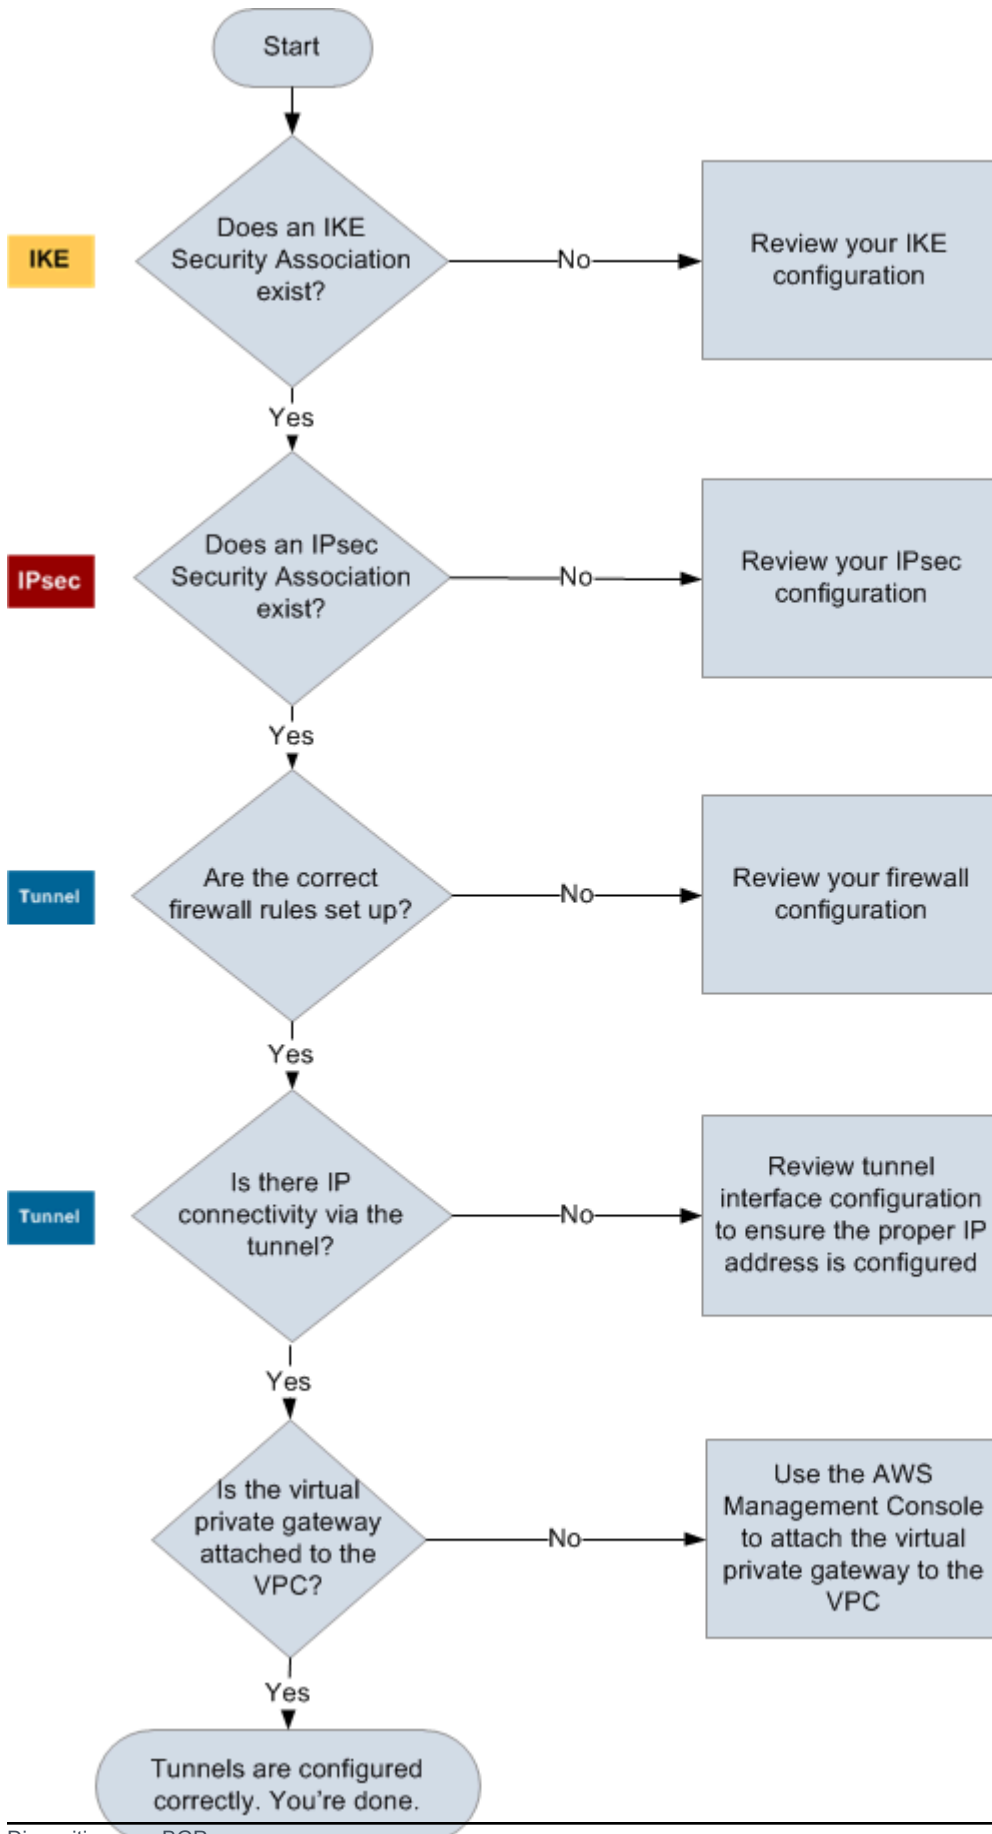 Start
IKE
Does an IKE
Security Association
exist?
No
Review your IKE
configuration
Yes
IPsec
Does an IPsec
Security Association
exist?
No
Review your IPsec
configuration
Yes
Tunnel
Are the correct
firewall rules set up?
No
Review your firewall
configuration
Yes
Tunnel
Is there IP
connectivity via the
tunnel?
No
Review tunnel
interface configuration
to ensure the proper IP
address is configured
Yes
Is the virtual
private gateway
attached to the
VPC?
No
Use the AWS
Management Console
to attach the virtual
private gateway to the
VPC
Yes
Tunnels are configured
correctly. You're done.